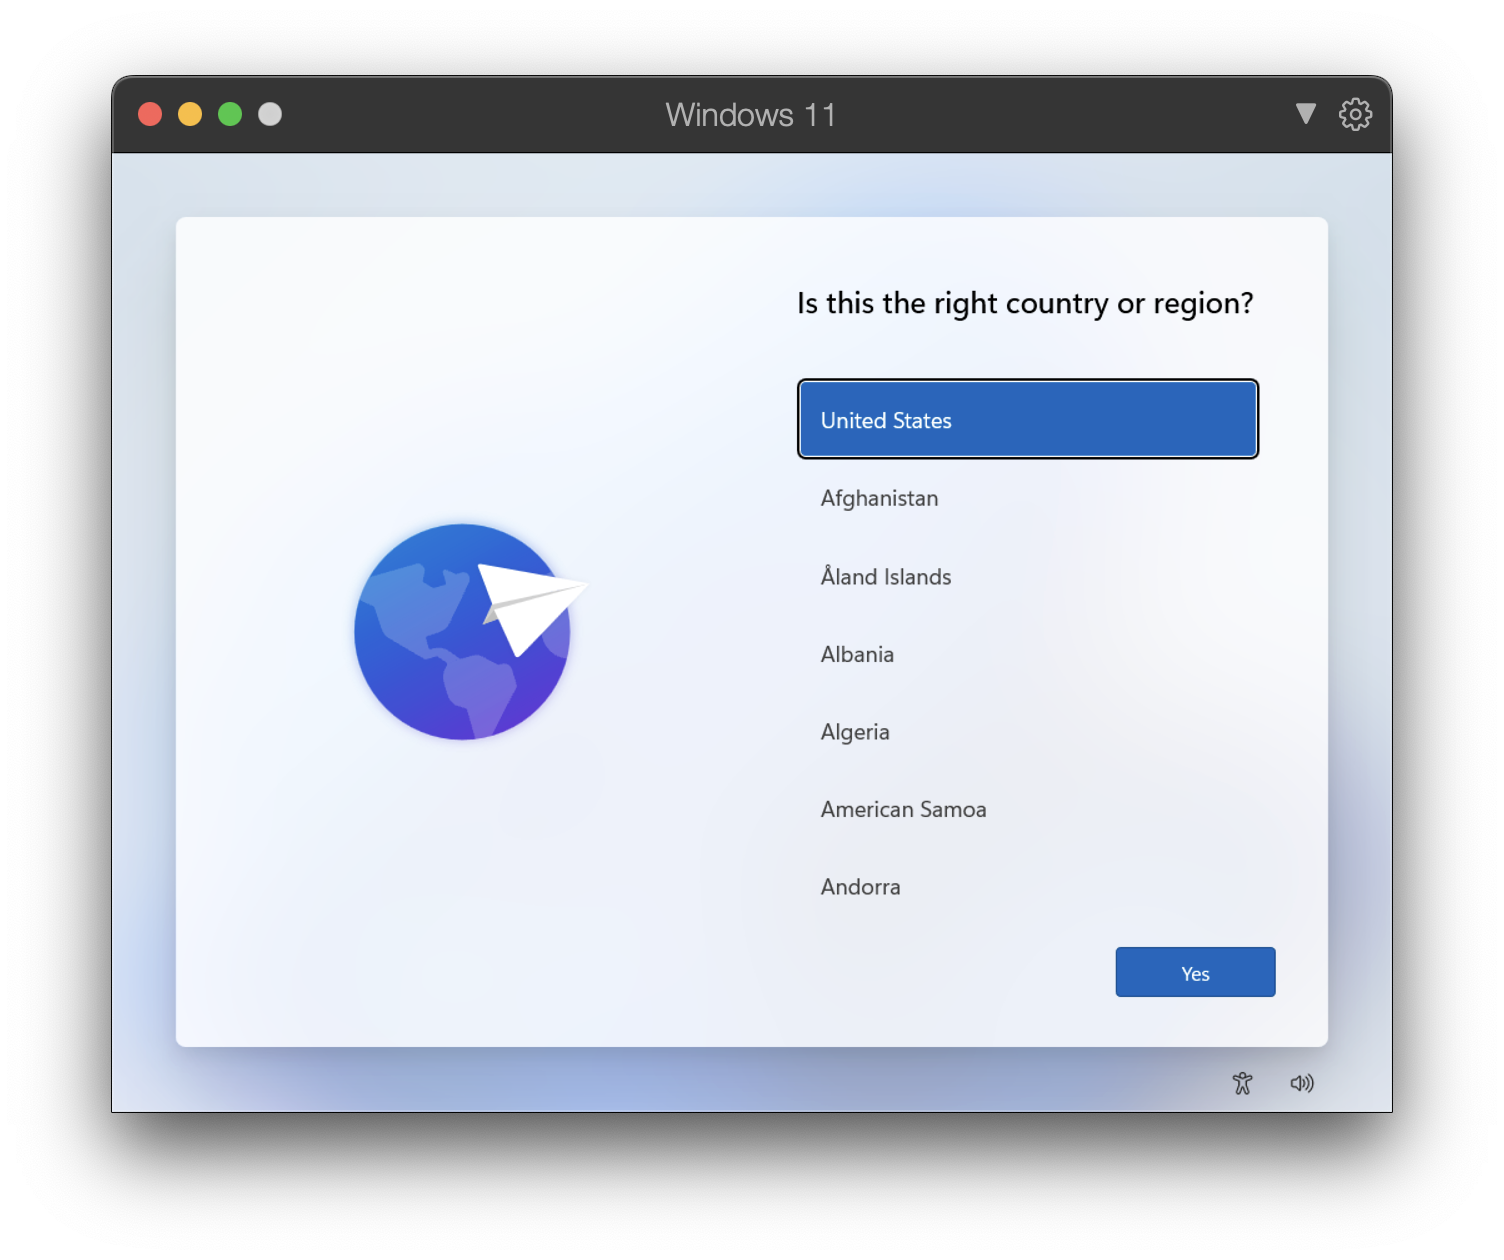 Windows 11
Is this the right country or region?
United States
Afghanistan
Åland Islands
Albania
Algeria
American Samoa
Andorra
Yes